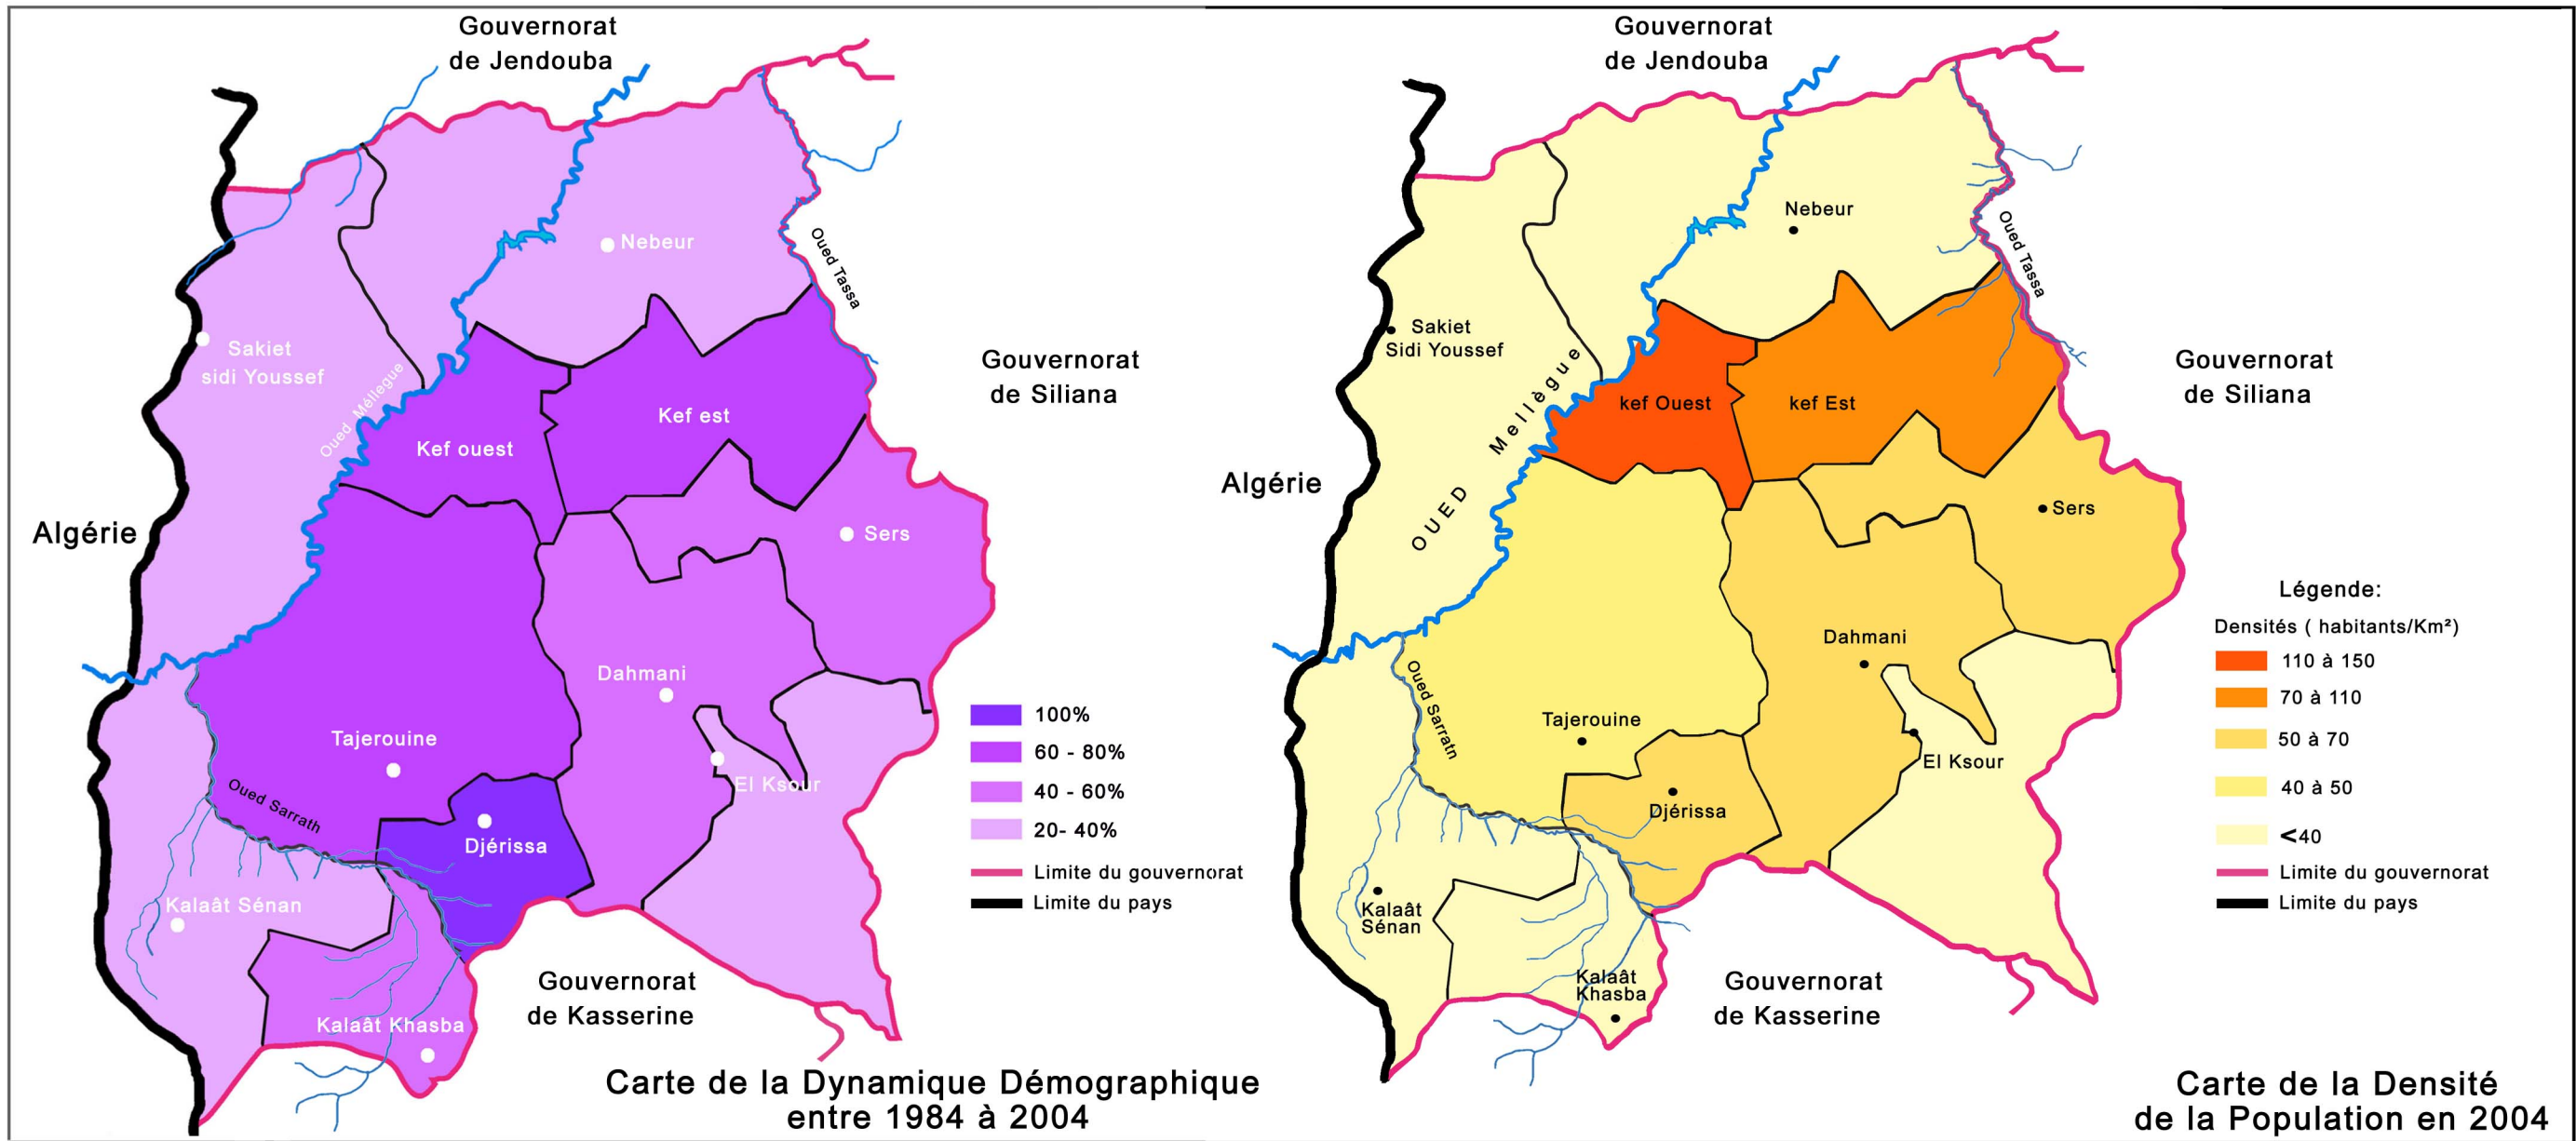 Gouvernorat
de Jendouba
Nebeur
Oued Tassa
Sakiet
sidi Youssef
Oued Méllegue
Gouvernorat
de Siliana
Kef est
Kef ouest
Algérie
Sers
Dahmani
Tajerouine
El Ksour
Oued Sarrath
Djérissa
Kalaât Sénan
Kalaât Khasba
Gouvernorat
de Kasserine
100%
60 - 80%
40 - 60%
20- 40%
Limite du gouvernorat
Limite du pays
Carte de la Dynamique Démographique
entre 1984 à 2004
Gouvernorat
de Jendouba
Nebeur
Oued Tassa
Sakiet
Sidi Youssef
OUED Mellègue
Gouvernorat
de Siliana
kef Ouest
kef Est
Algérie
Sers
Dahmani
Oued Sarratn
Tajerouine
El Ksour
Djérissa
Kalaât
Sénan
Kalaât
Khasba
Gouvernorat
de Kasserine
Légende:
Densités ( habitants/Km²)
110 à 150
70 à 110
50 à 70
40 à 50
<40
Limite du gouvernorat
Limite du pays
Carte de la Densité
de la Population en 2004